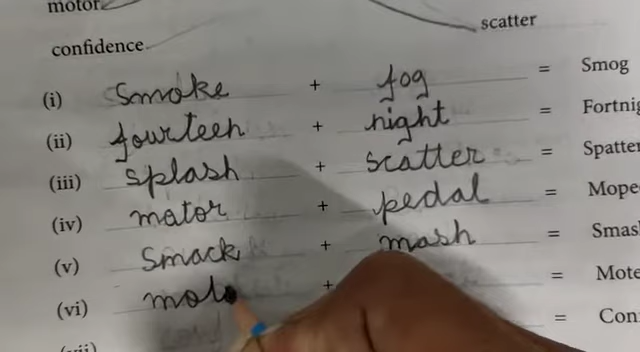 motor
scatter
confidence
(i) Smoke + fog = Smog
(ii) fourteen + night = Fortnig
(iii) splash + scatter = Spatter
(iv) motor + pedal = Mope
(v) Smack + mash = Smas
(vi) moto + = Mote
= Con